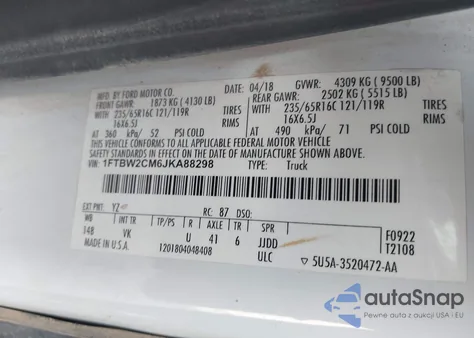 MFD. BY FORD MOTOR CO.
DATE: 04/18 GVWR: 4309 KG ( 9500 LB)
FRONT GAWR: 1873 KG ( 4130 LB) REAR GAWR: 2502 KG ( 5515 LB)
235/65R16C 121/119R TIRES 235/65R16C 121/119R TIRES
16X6.5J RIMS 16X6.5J RIMS
AT 360 kPa/ 52 PSI COLD AT 490 kPa/ 71 PSI COLD
THIS VEHICLE CONFORMS TO ALL APPLICABLE FEDERAL MOTOR VEHICLE
SAFETY STANDARDS IN EFFECT ON THE DATE OF MANUFACTURE SHOWN ABOVE.
VIN: 1FTBW2CM6JKA88298 TYPE: Truck
EXT PNT: YZ RC: 87 DSO:
WB INT TR TP/PS R AXLE TR SPR
148 VK U 41 6 JJDD
MADE IN U.S.A. 1201804048408 ULC
F0922
T2108
▽ 5U5A-3520472-AA
autoSnap
Pewne auto z USA, Kanady i EU